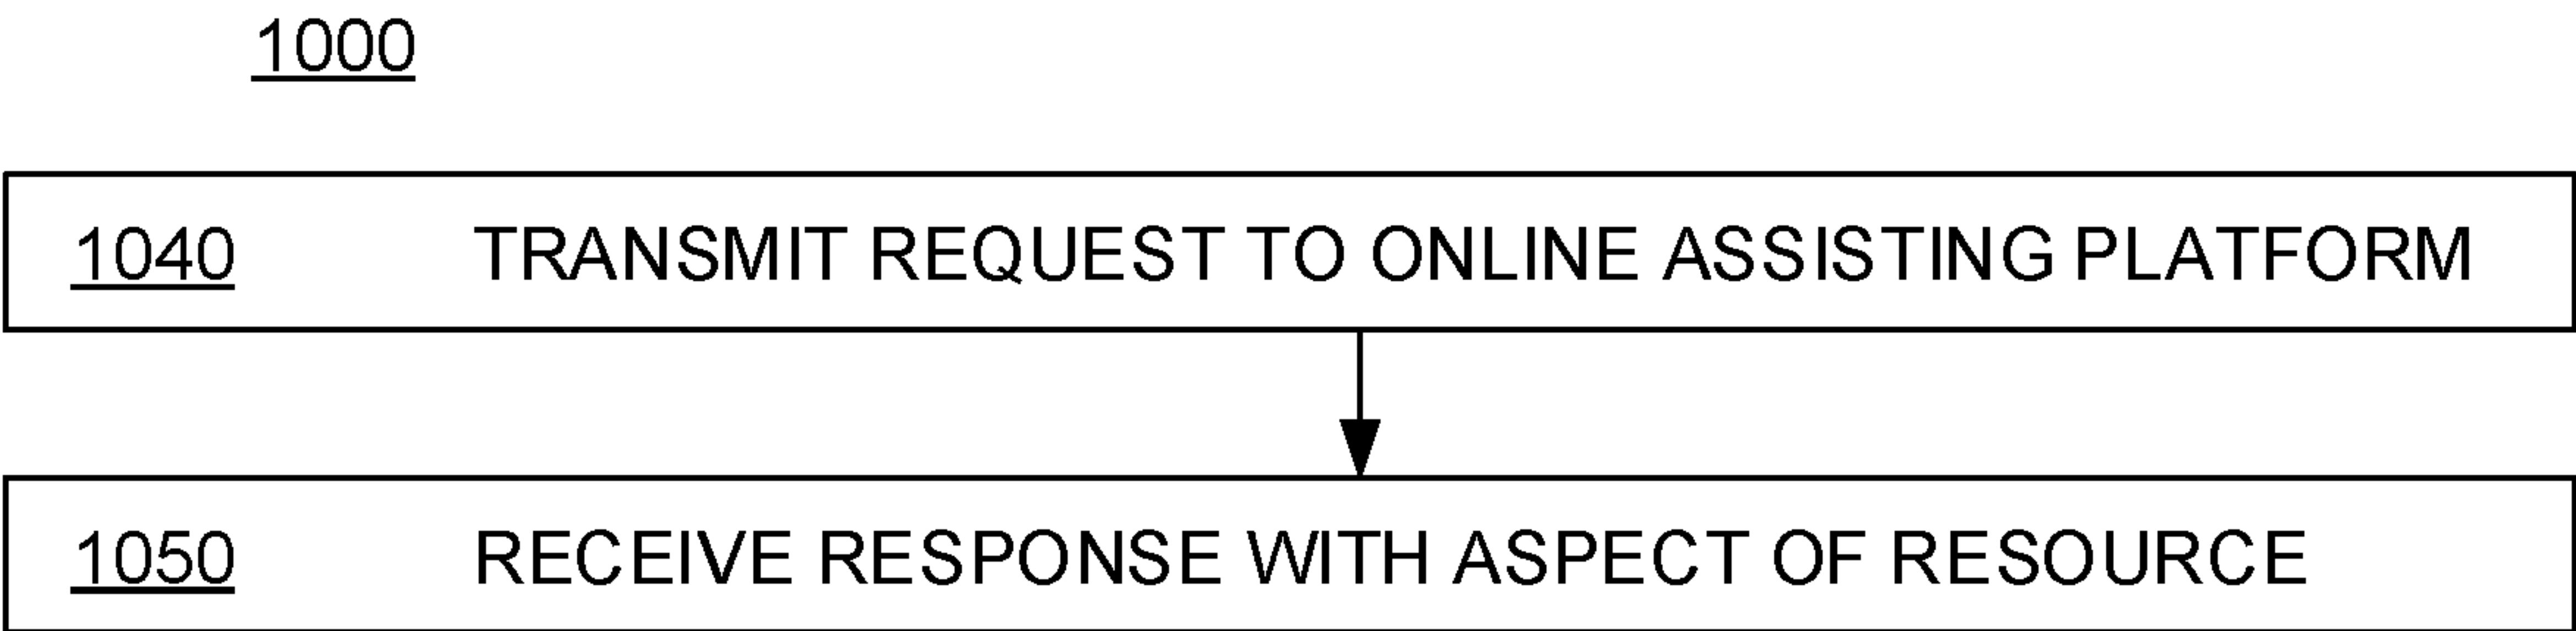 1000
1040 TRANSMIT REQUEST TO ONLINE ASSISTING PLATFORM
1050 RECEIVE RESPONSE WITH ASPECT OF RESOURCE